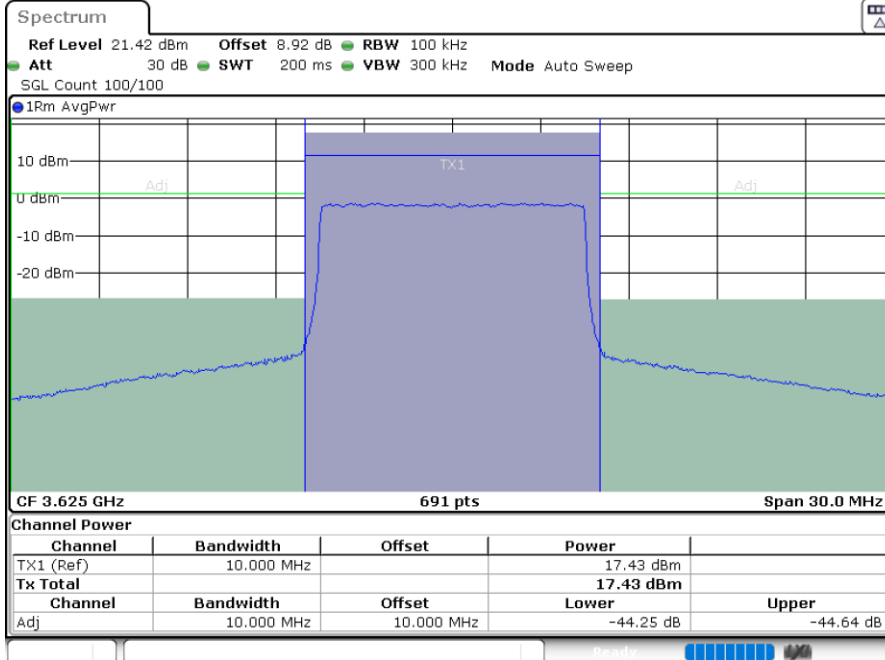 Spectrum
Ref Level 21.42 dBm Offset 8.92 dB RBW 100 kHz
Att 30 dB SWT 200 ms VBW 300 kHz Mode Auto Sweep
SGL Count 100/100
1Rm AvgPwr
10 dBm
TX1
Adj Adj
0 dBm
-10 dBm
-20 dBm
CF 3.625 GHz 691 pts Span 30.0 MHz
Channel Power
Channel Bandwidth Offset Power
TX1 (Ref) 10.000 MHz 17.43 dBm
Tx Total 17.43 dBm
Channel Bandwidth Offset Lower Upper
Adj 10.000 MHz 10.000 MHz -44.25 dB -44.64 dB
Ready